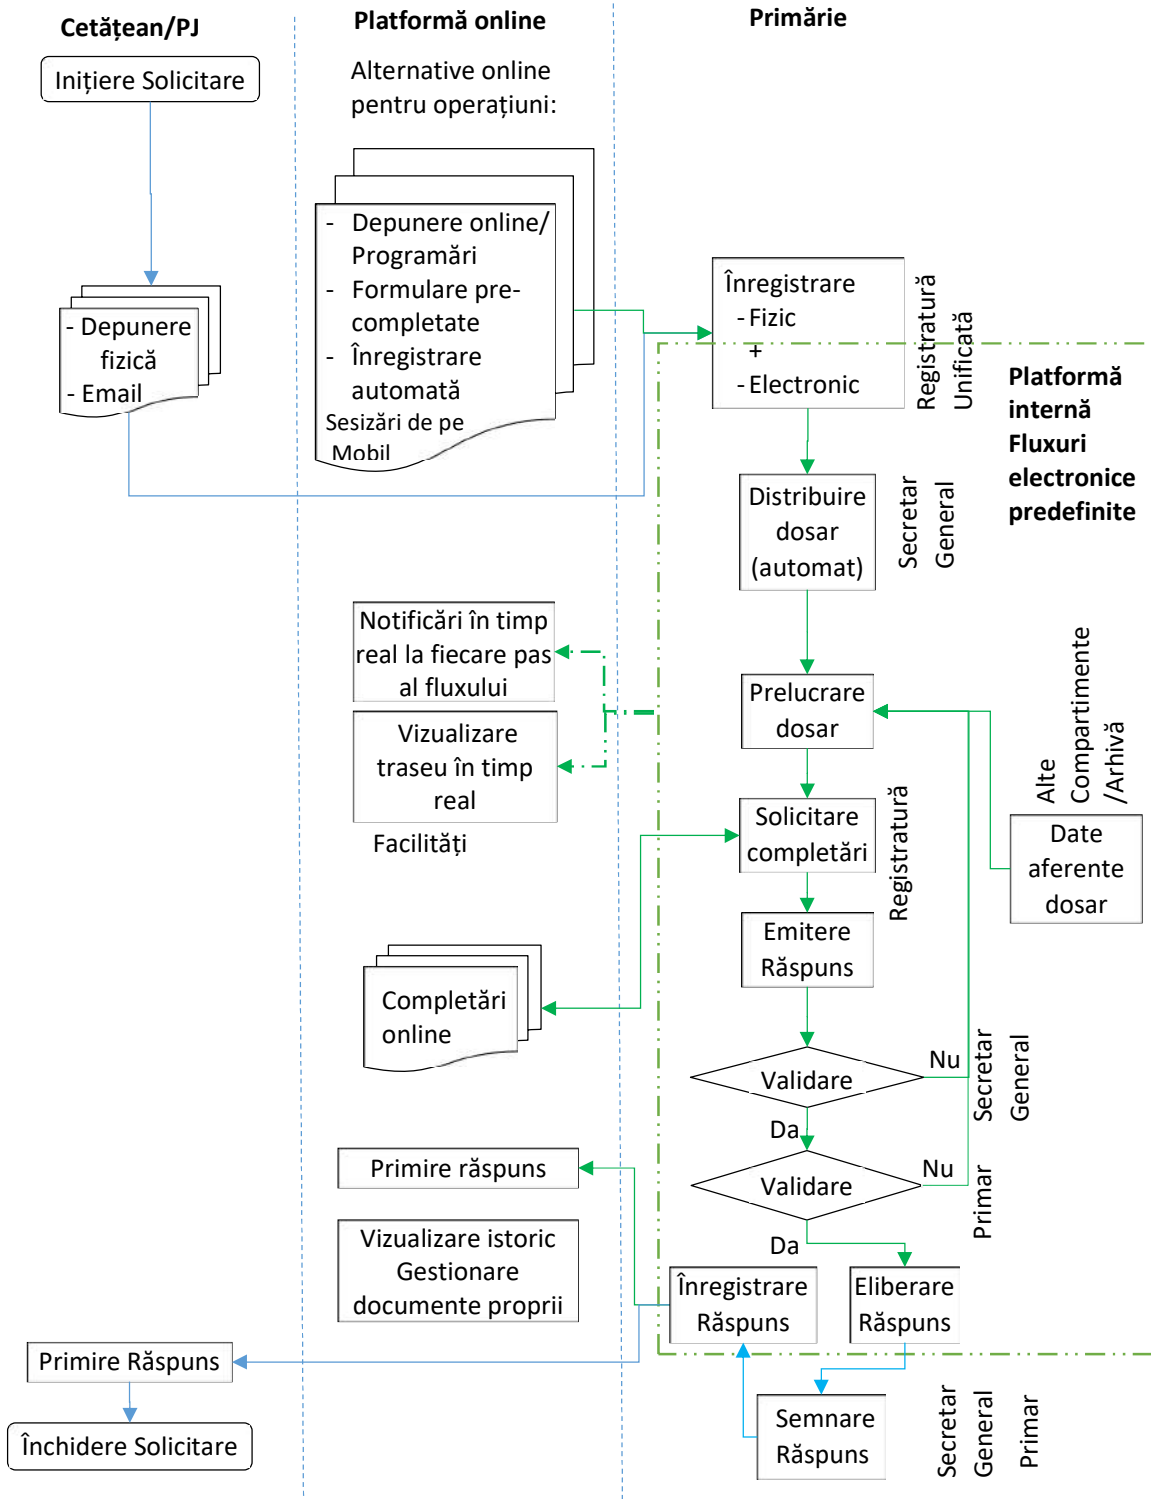 Cetățean/PJ
Platformă online
Primărie
Inițiere Solicitare
Alternative online
pentru operațiuni:
- Depunere online/
Programări
- Formulare pre-
completate
- Înregistrare
automată
Sesizări de pe
Mobil
- Depunere
fizică
- Email
Înregistrare
- Fizic
+
- Electronic
Registratură
Unificată
Platformă
internă
Fluxuri
electronice
predefinite
Distribuire
dosar
(automat)
Secretar
General
Notificări în timp
real la fiecare pas
al fluxului
Vizualizare
traseu în timp
real
Facilități
Prelucrare
dosar
Alte
Compartimente
/Arhivă
Date
aferente
dosar
Solicitare
completări
Registratură
Emitere
Răspuns
Completări
online
Validare
Nu
Secretar
General
Da
Validare
Nu
Primar
Da
Primire răspuns
Vizualizare istoric
Gestionare
documente proprii
Înregistrare
Răspuns
Eliberare
Răspuns
Primire Răspuns
Închidere Solicitare
Semnare
Răspuns
Secretar
General
Primar